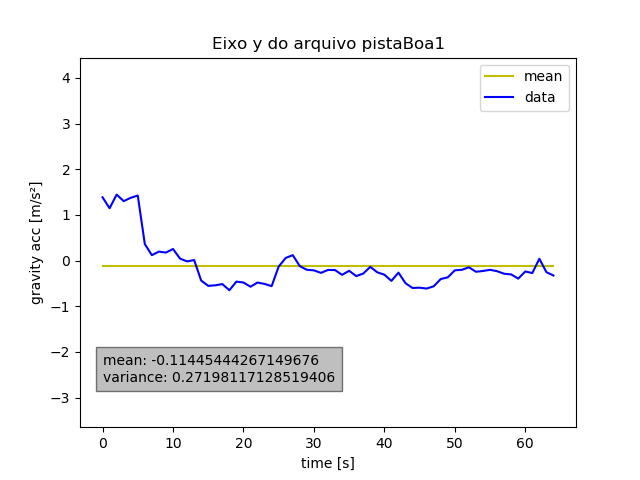 Eixo y do arquivo pistaBoa1
mean
data
4
3
2
1
0
−1
−2
−3
gravity acc [m/s²]
mean: -0.11445444267149676
variance: 0.27198117128519406
0 10 20 30 40 50 60
time [s]